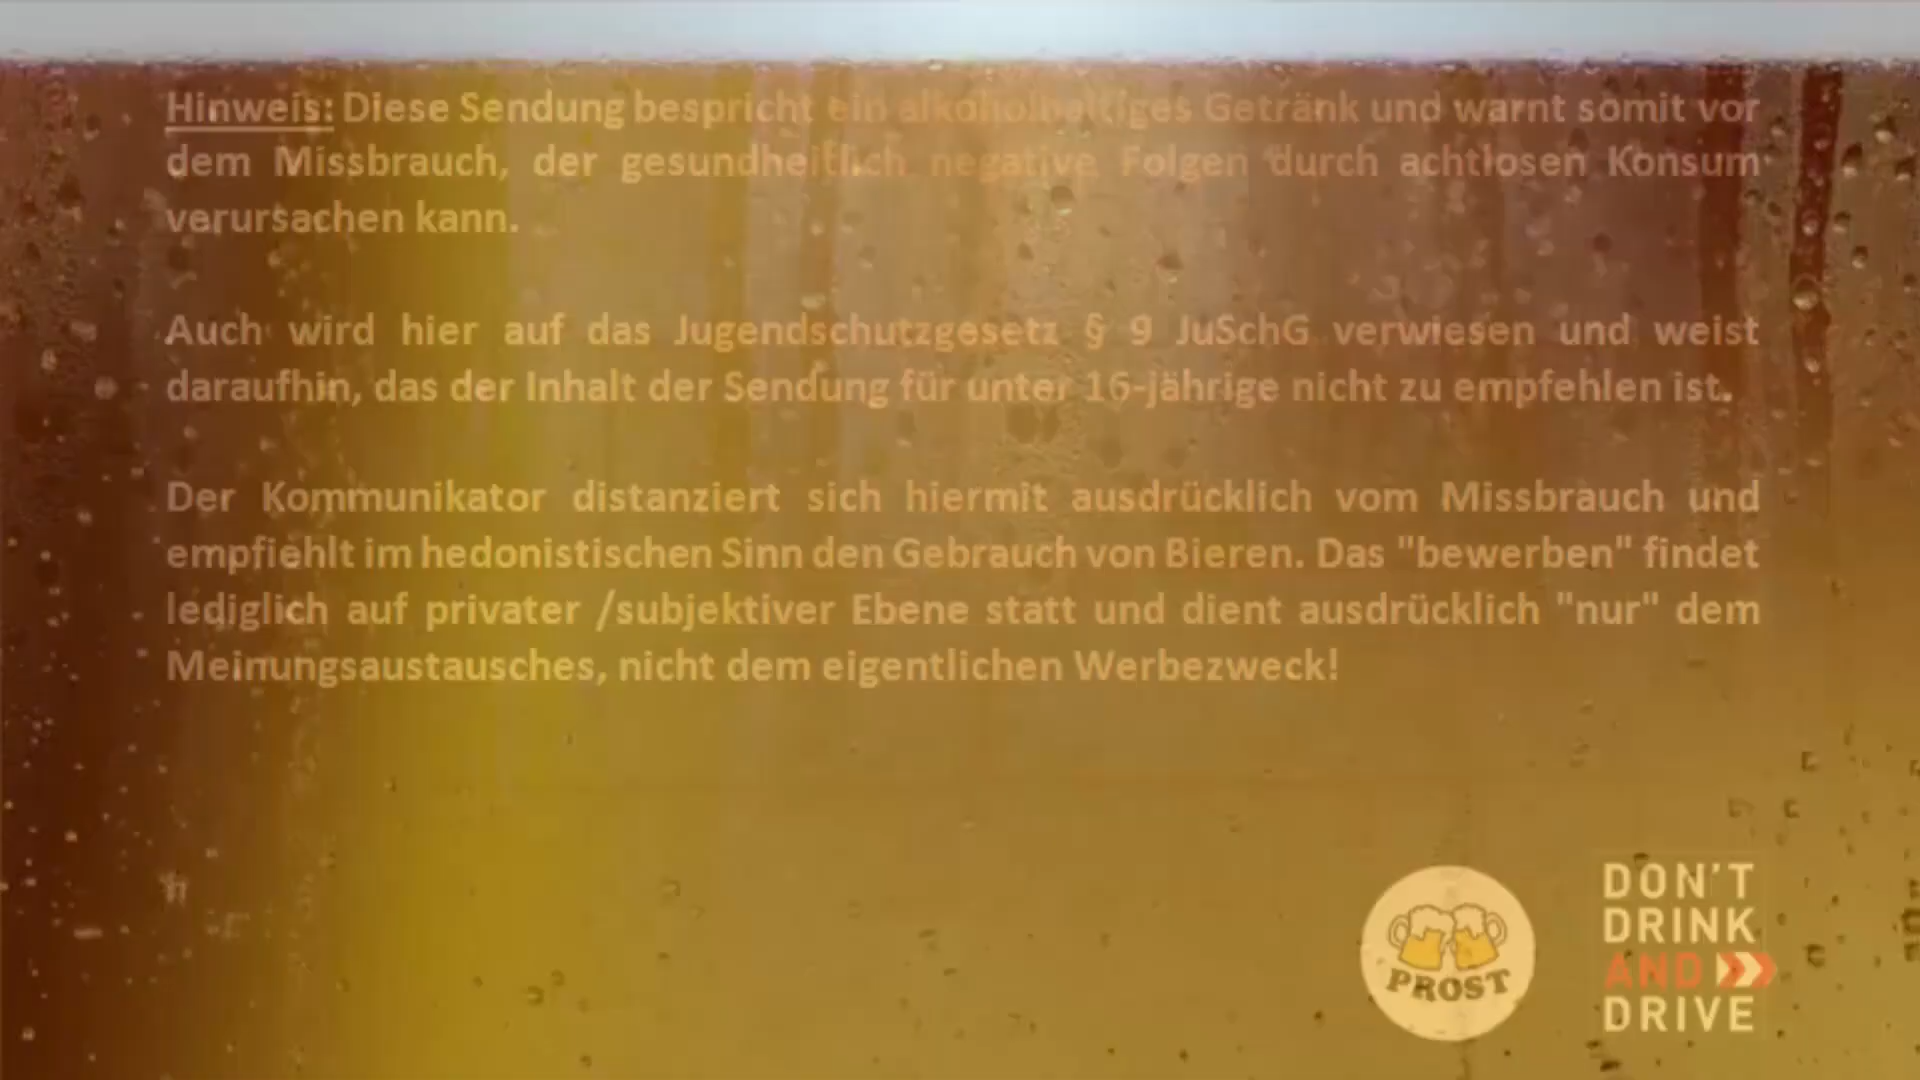 Hinweis: Diese Sendung bespricht ein alkoholhaltiges Getränk und warnt somit vor
dem Missbrauch, der gesundheitlich negative Folgen durch achtlosen Konsum
verursachen kann.
Auch wird hier auf das Jugendschutzgesetz § 9 JuSchG verwiesen und weist
daraufhin, das der Inhalt der Sendung für unter 16-jährige nicht zu empfehlen ist.
Der Kommunikator distanziert sich hiermit ausdrücklich vom Missbrauch und
empfiehlt im hedonistischen Sinn den Gebrauch von Bieren. Das "bewerben" findet
lediglich auf privater /subjektiver Ebene statt und dient ausdrücklich "nur" dem
Meinungsaustausches, nicht dem eigentlichen Werbezweck!
PROST
DON'T
DRINK
AND
DRIVE